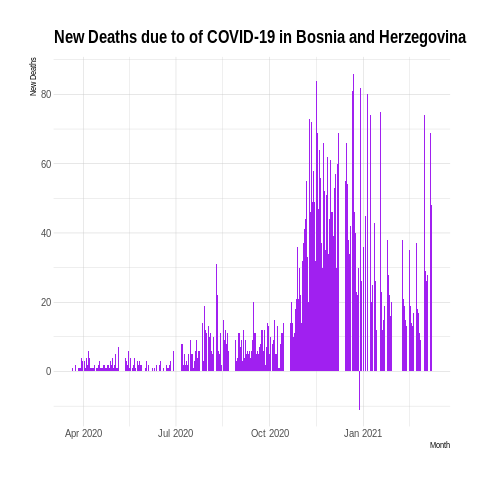 New Deaths due to of COVID-19 in Bosnia and Herzegovina
New Deaths
80
60
40
20
0
Apr 2020 Jul 2020 Oct 2020 Jan 2021
Month